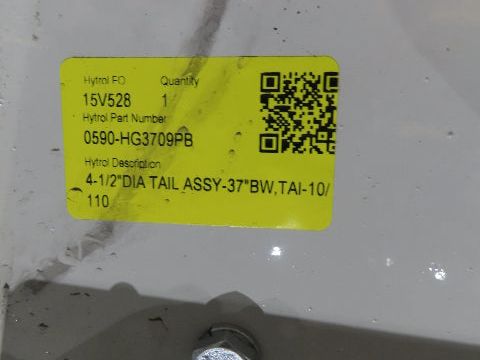 Hytrol FO Quantity
15V528 1
Hytrol Part Number
0590-HG3709PB
Hytrol Description
4-1/2"DIA TAIL ASSY-37"BW,TAI-10/
110